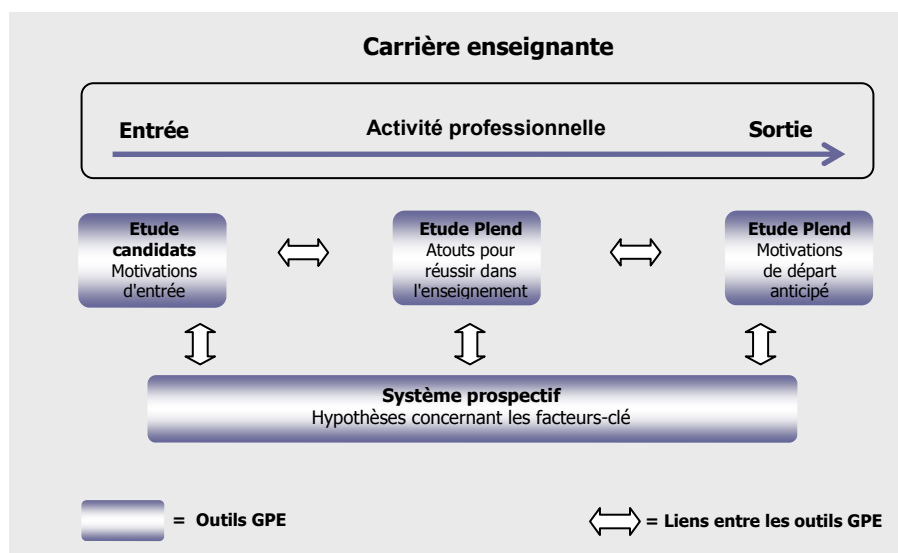 Carrière enseignante
Entrée
Activité professionnelle
Sortie
Etude
candidats
Motivations
d'entrée
Etude Plend
Atouts pour
réussir dans
l'enseignement
Etude Plend
Motivations
de départ
anticipé
Système prospectif
Hypothèses concernant les facteurs-clé
= Outils GPE
= Liens entre les outils GPE